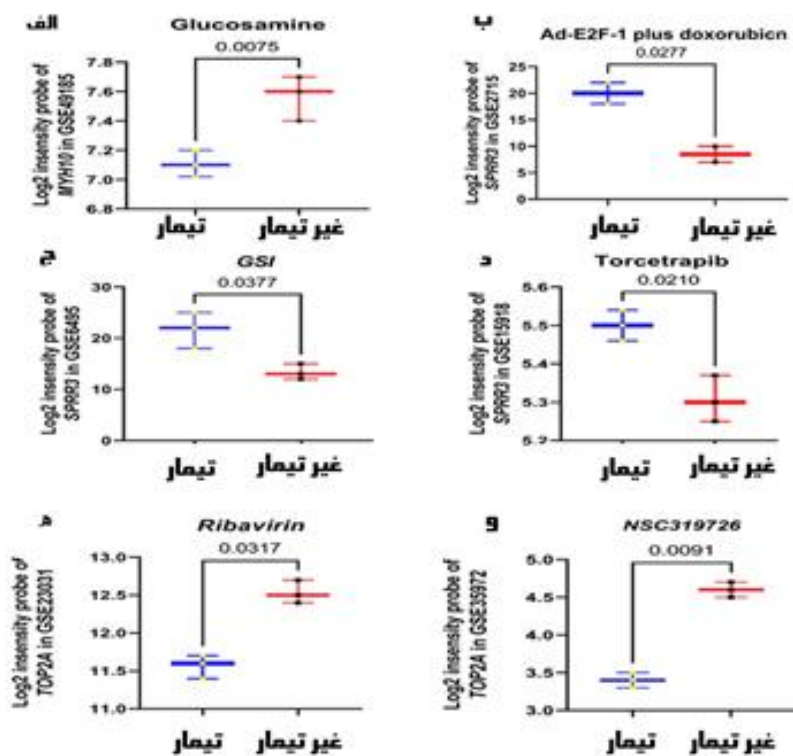 الف
Glucosamine
0.0075
Log2 insensity probe of
MYH10 in GSE49185
7.8
7.6
7.4
7.2
7.0
6.8
تیمار
غیر تیمار
ب
Ad-E2F-1 plus doxorubicn
0.0277
Log2 insensity probe of
SPRR3 in GSE2715
25
20
15
10
5
0
تیمار
غیر تیمار
ج
GSI
0.0377
Log2 insensity probe of
SPRR3 in GSE6495
30
20
10
0
تیمار
غیر تیمار
د
Torcetrapib
0.0210
Log2 insensity probe of
SPRR3 in GSE15918
5.6
5.5
5.4
5.3
5.2
تیمار
غیر تیمار
Ribavirin
0.0317
Log2 insensity probe of
TOP2A in GSE23031
13.0
12.5
12.0
11.5
11.0
تیمار
غیر تیمار
و
NSC319726
0.0091
Log2 insensity probe of
TOP2A in GSE35972
5.0
4.5
4.0
3.5
3.0
تیمار
غیر تیمار